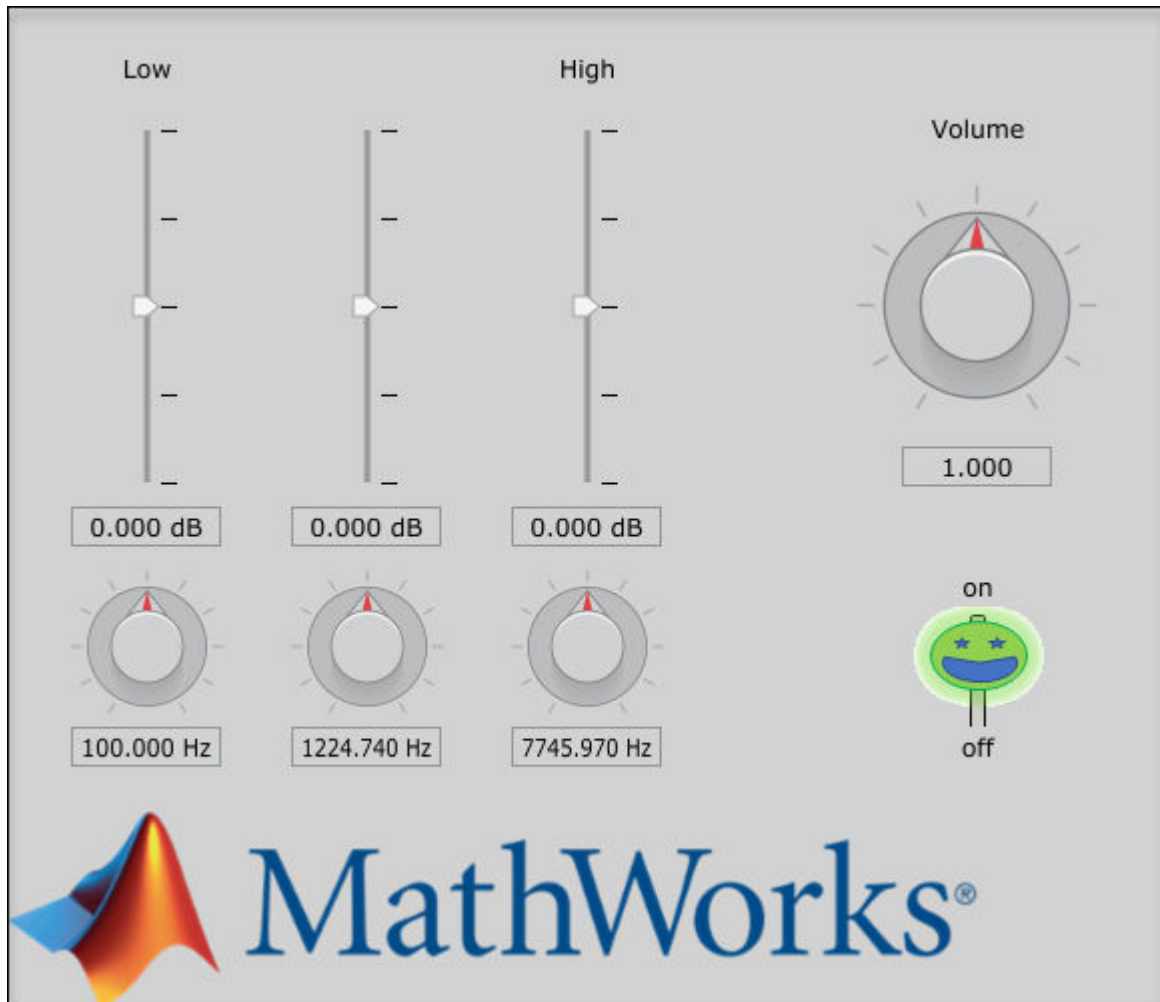 Low High
Volume
1.000
0.000 dB 0.000 dB 0.000 dB
on
100.000 Hz 1224.740 Hz 7745.970 Hz
off
MathWorks®